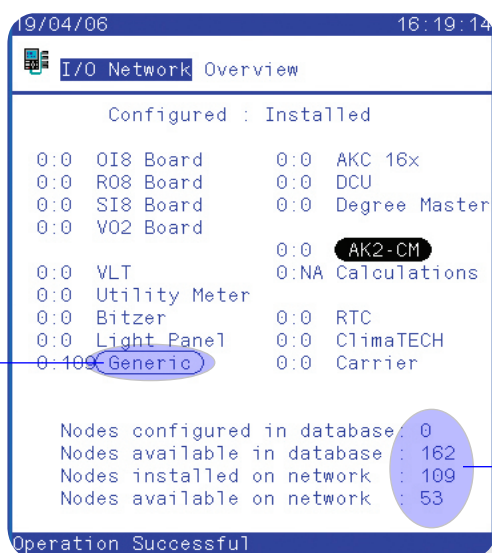 19/04/06 16:19:14
I/O Network Overview
Configured : Installed
0:0 OI8 Board 0:0 AKC 16x
0:0 RO8 Board 0:0 DCU
0:0 SI8 Board 0:0 Degree Master
0:0 VO2 Board
0:0 AK2-CM
0:0 VLT 0:NA Calculations
0:0 Utility Meter
0:0 Bitzer 0:0 RTC
0:0 Light Panel 0:0 ClimaTECH
0:109 Generic 0:0 Carrier
Nodes configured in database: 0
Nodes available in database : 162
Nodes installed on network : 109
Nodes available on network : 53
Operation Successful